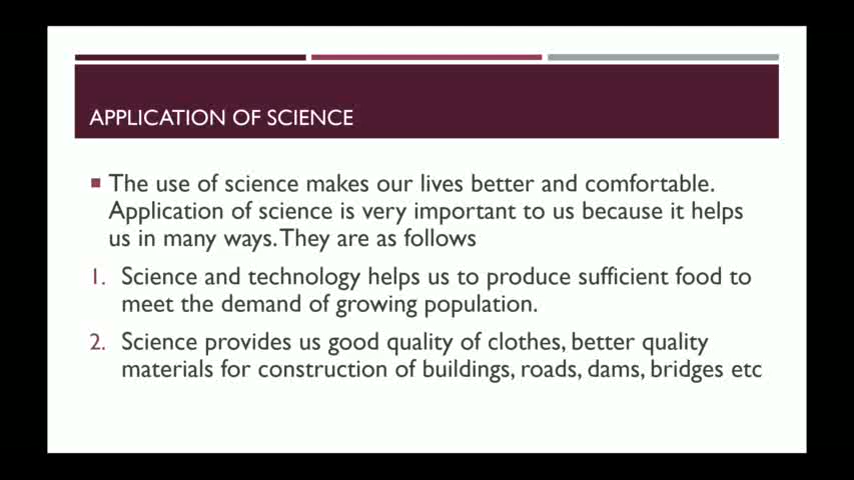 APPLICATION OF SCIENCE
The use of science makes our lives better and comfortable.
Application of science is very important to us because it helps
us in many ways. They are as follows
1. Science and technology helps us to produce sufficient food to
meet the demand of growing population.
2. Science provides us good quality of clothes, better quality
materials for construction of buildings, roads, dams, bridges etc